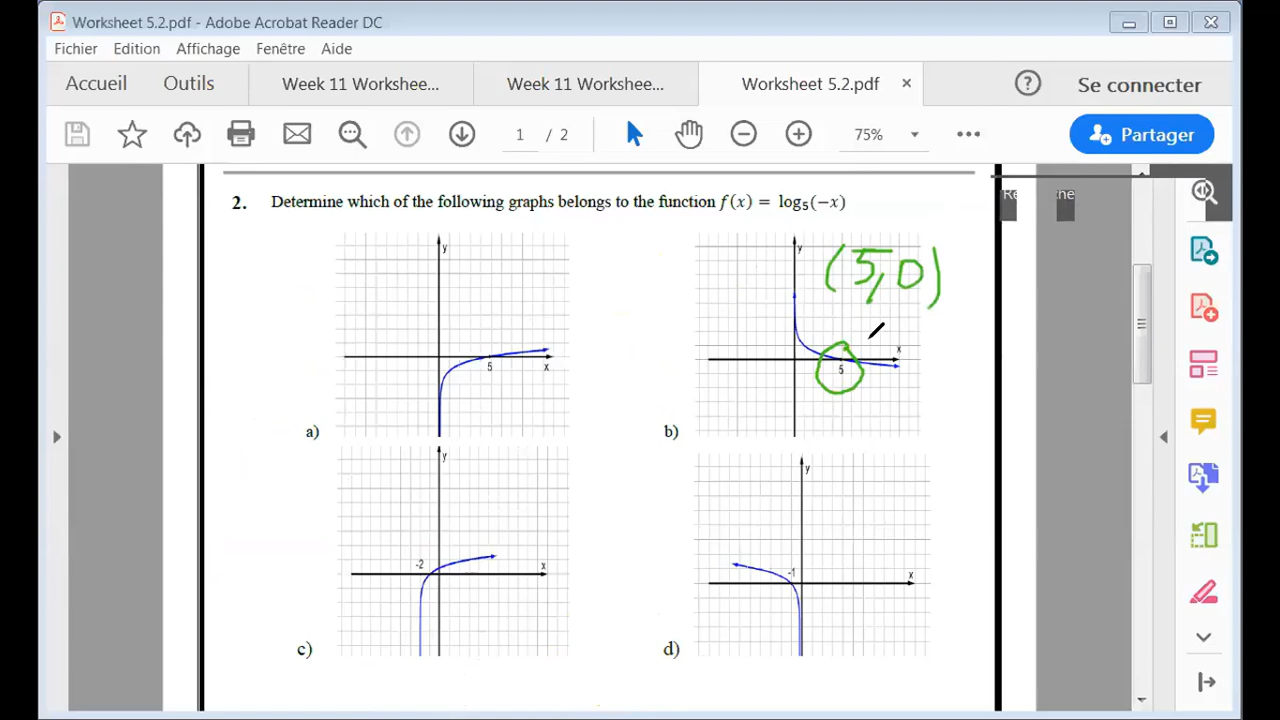 Worksheet 5.2.pdf - Adobe Acrobat Reader DC
Fichier Edition Affichage Fenêtre Aide
Accueil Outils Week 11 Workshee... Week 11 Workshee... Worksheet 5.2.pdf × Se connecter
1 / 2 75% Partager
2. Determine which of the following graphs belongs to the function f(x) = log₅(−x)
y
5
x
a)
y
(5,0)
x
5
b)
y
-2
x
c)
y
-1
x
d)